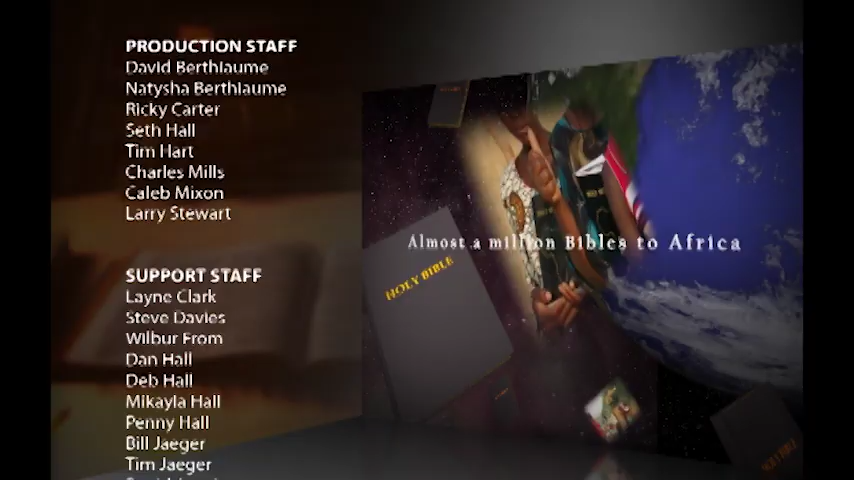 PRODUCTION STAFF
David Berthiaume
Natysha Berthiaume
Ricky Carter
Seth Hall
Tim Hart
Charles Mills
Caleb Mixon
Larry Stewart
SUPPORT STAFF
Layne Clark
Steve Davies
Wilbur From
Dan Hall
Deb Hall
Mikayla Hall
Penny Hall
Bill Jaeger
Tim Jaeger
Almost a million Bibles to Africa
HOLY BIBLE
HOLY BIBLE